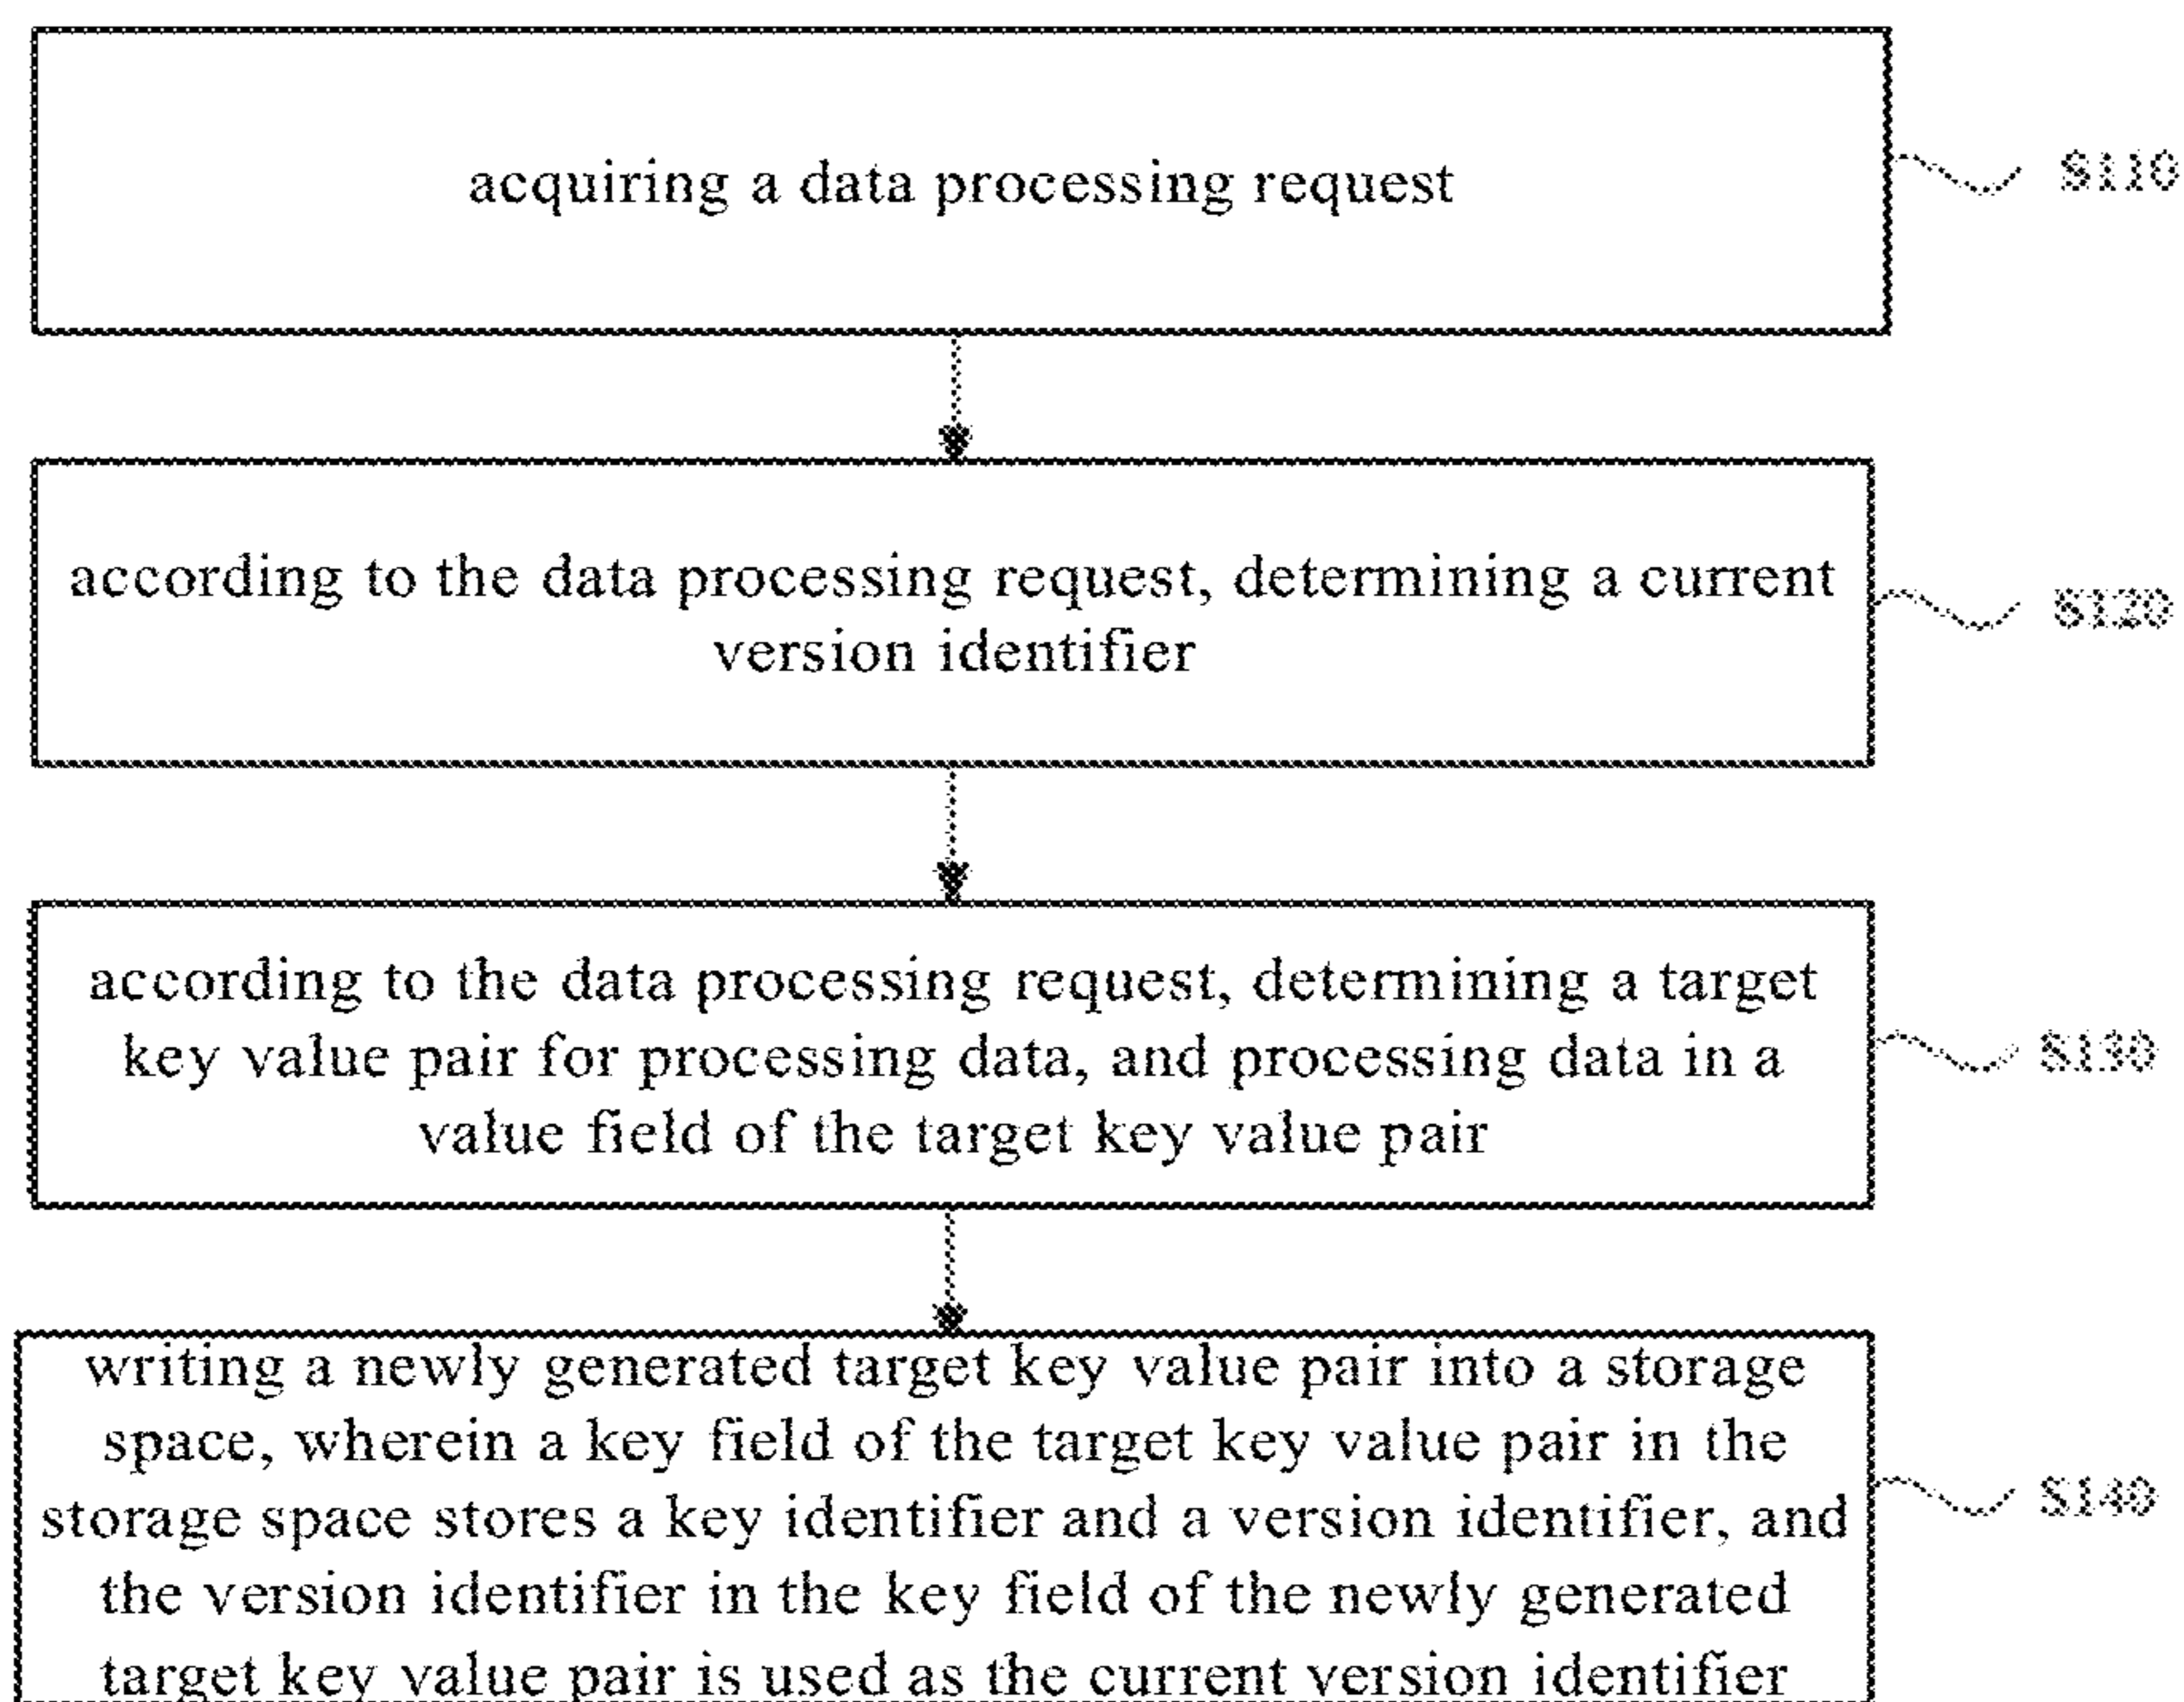 acquiring a data processing request
S110
according to the data processing request, determining a current
version identifier
S120
according to the data processing request, determining a target
key value pair for processing data, and processing data in a
value field of the target key value pair
S130
writing a newly generated target key value pair into a storage
space, wherein a key field of the target key value pair in the
storage space stores a key identifier and a version identifier, and
the version identifier in the key field of the newly generated
target key value pair is used as the current version identifier
S140